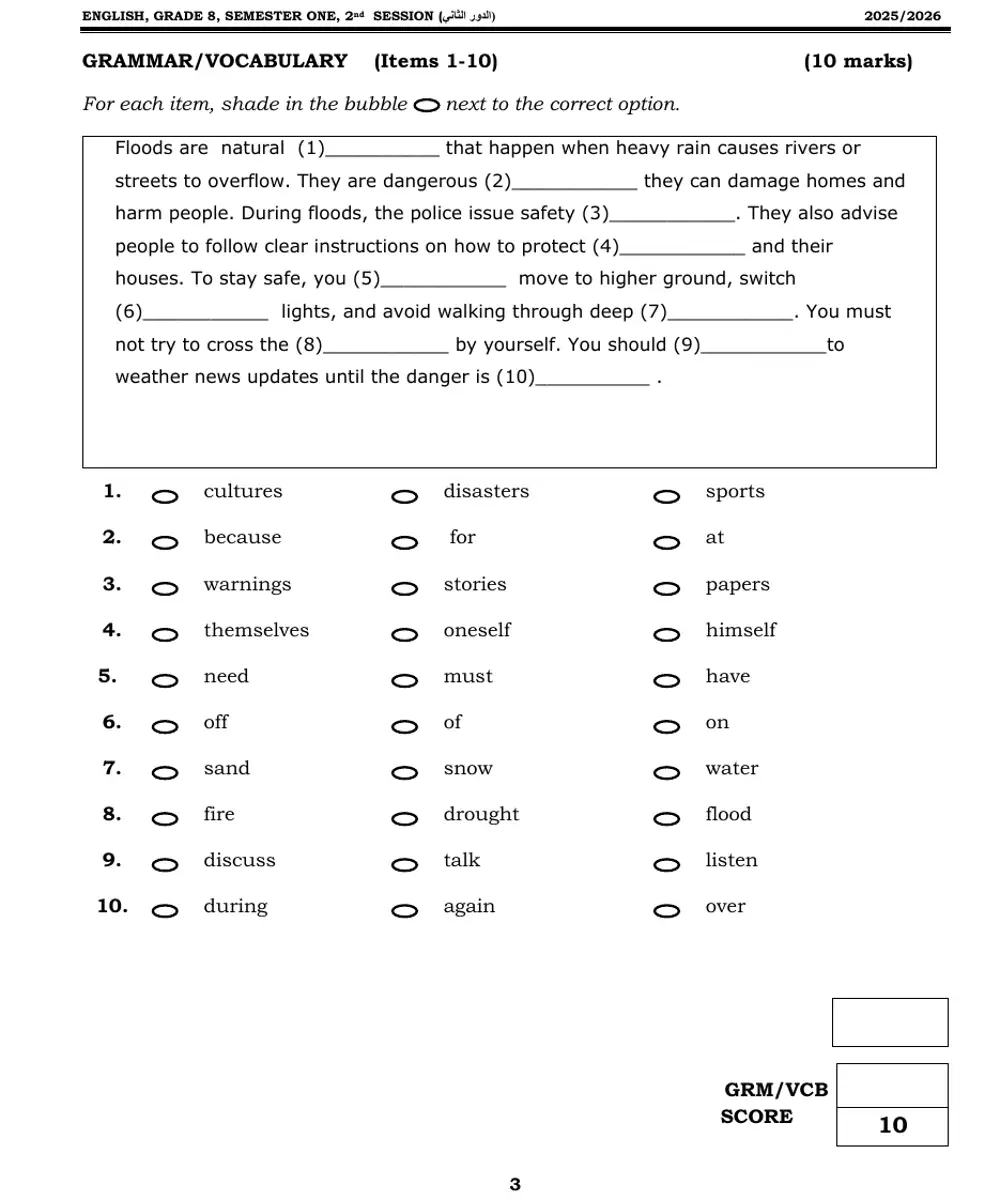 ENGLISH, GRADE 8, SEMESTER ONE, 2nd SESSION (الدور الثاني) 2025/2026
GRAMMAR/VOCABULARY (Items 1-10) (10 marks)
For each item, shade in the bubble next to the correct option.
Floods are natural (1)___________ that happen when heavy rain causes rivers or
streets to overflow. They are dangerous (2)____________ they can damage homes and
harm people. During floods, the police issue safety (3)____________. They also advise
people to follow clear instructions on how to protect (4)____________ and their
houses. To stay safe, you (5)____________ move to higher ground, switch
(6)____________ lights, and avoid walking through deep (7)____________. You must
not try to cross the (8)____________ by yourself. You should (9)____________to
weather news updates until the danger is (10)___________ .
1. cultures disasters sports
2. because for at
3. warnings stories papers
4. themselves oneself himself
5. need must have
6. off of on
7. sand snow water
8. fire drought flood
9. discuss talk listen
10. during again over
GRM/VCB
SCORE
10
3